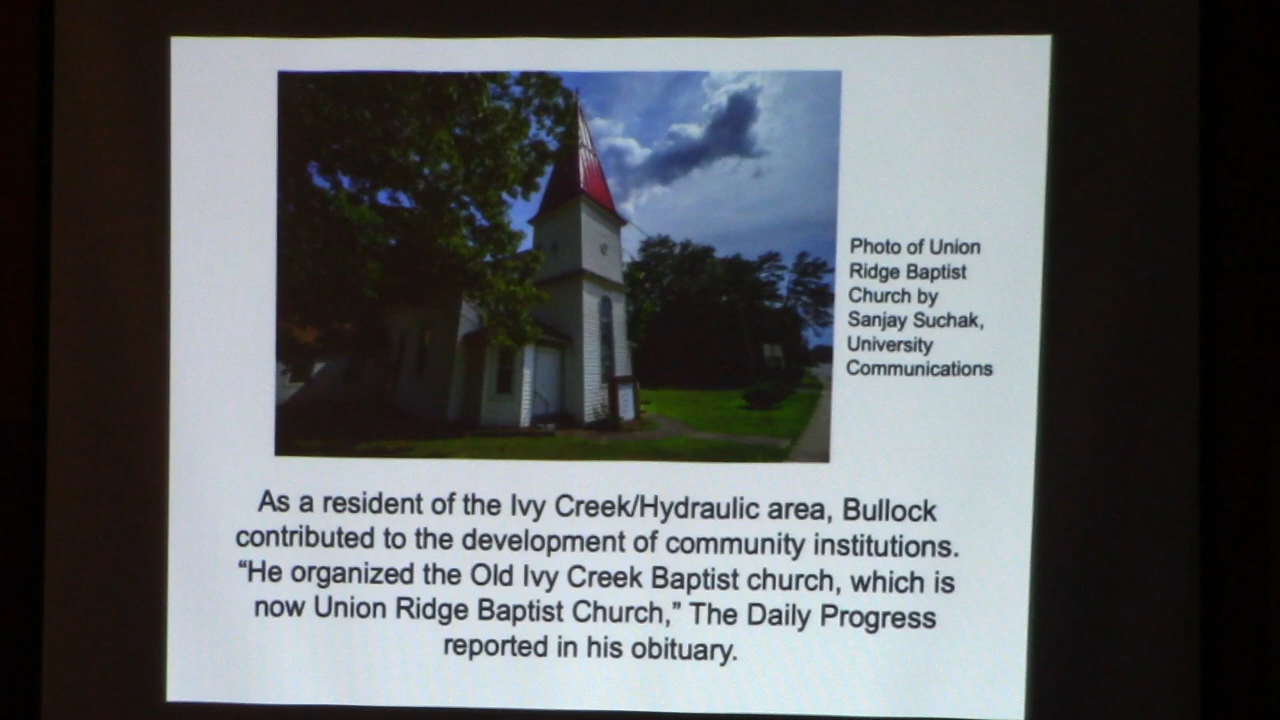 Photo of Union
Ridge Baptist
Church by
Sanjay Suchak,
University
Communications
As a resident of the Ivy Creek/Hydraulic area, Bullock
contributed to the development of community institutions.
“He organized the Old Ivy Creek Baptist church, which is
now Union Ridge Baptist Church,” The Daily Progress
reported in his obituary.